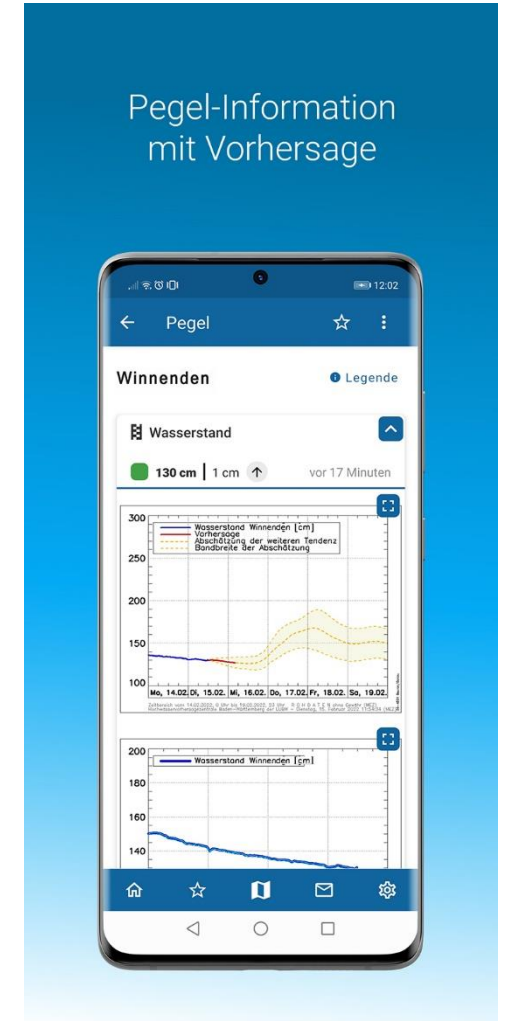 Pegel-Information
mit Vorhersage
12:02
Pegel
Winnenden
Legende
Wasserstand
130 cm | 1 cm
vor 17 Minuten
300
250
200
150
100
Wasserstand Winnenden [cm]
Vorhersage
Abschätzung der weiteren Tendenz
Bandbreite der Abschätzung
Mo, 14.02. Di, 15.02. Mi, 16.02. Do, 17.02. Fr, 18.02. Sa, 19.02.
200
180
160
140
Wasserstand Winnenden [cm]